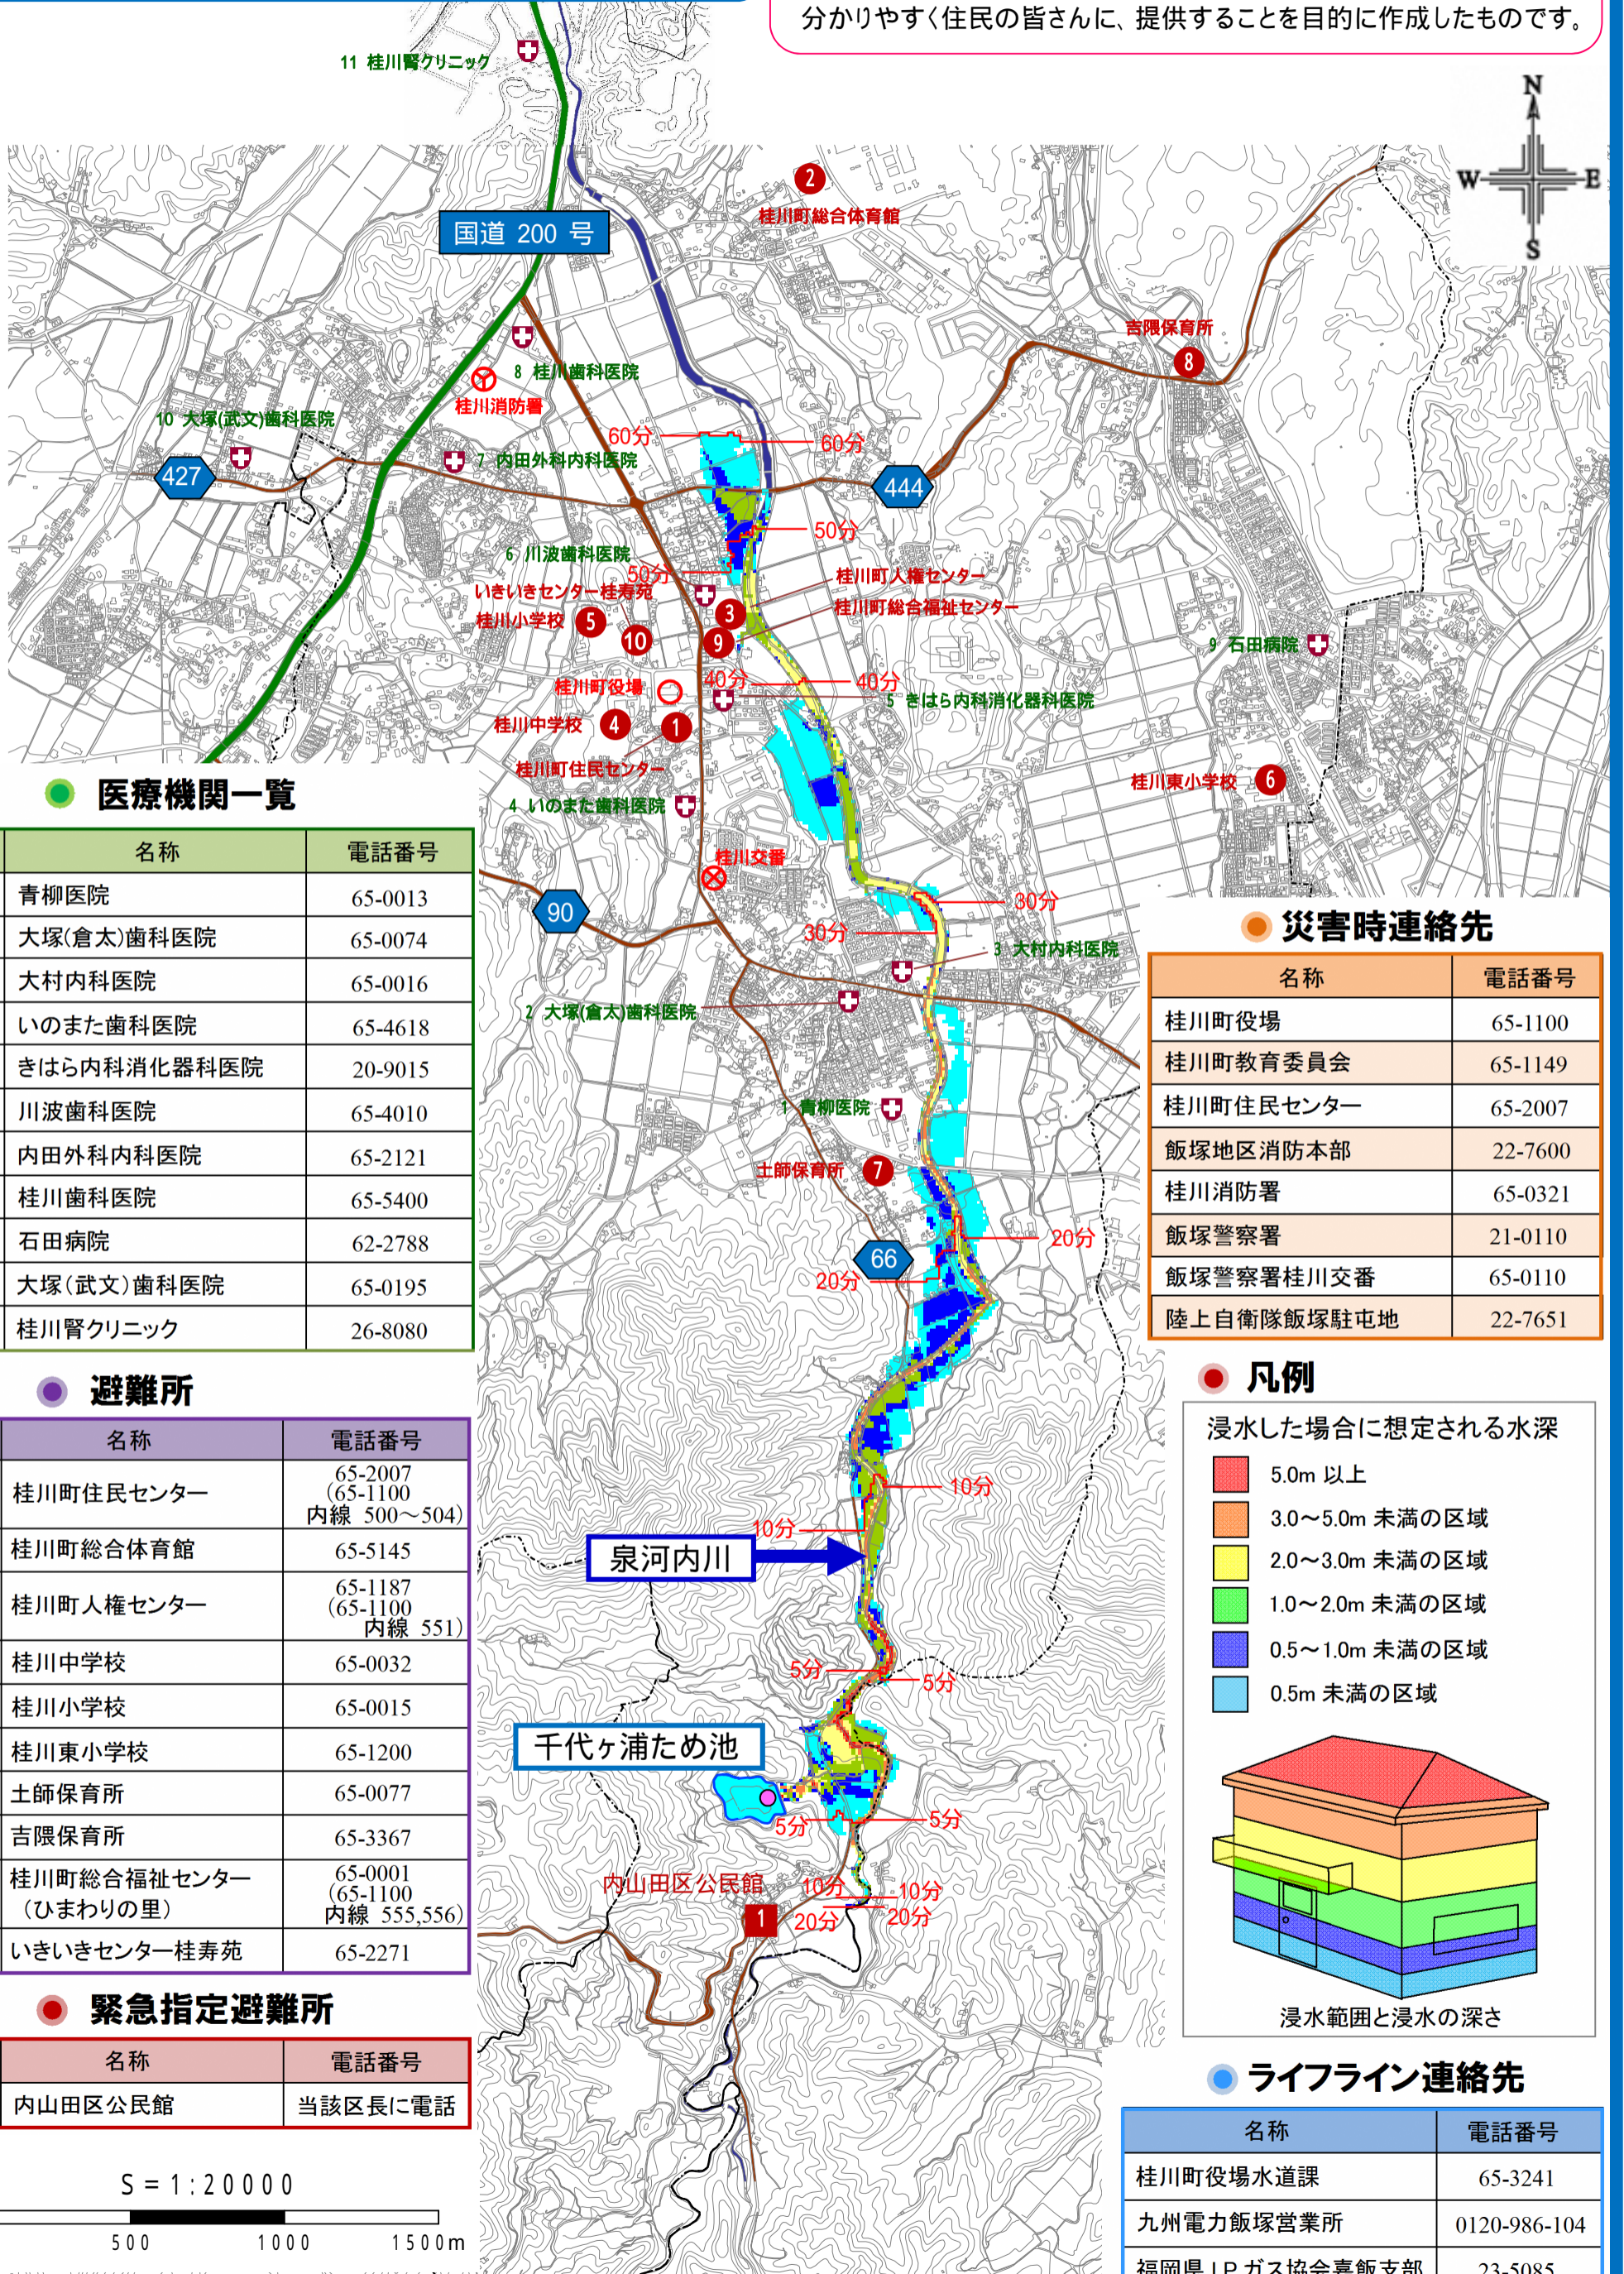 分かりやすく住民の皆さんに、提供することを目的に作成したものです。
11 桂川腎クリニック
N
W
E
S
2
桂川町総合体育館
国道 200 号
吉隈保育所
8
8 桂川歯科医院
桂川消防署
10 大塚(武文)歯科医院
427
7 内田外科内科医院
60分
60分
444
50分
6 川波歯科医院
50分
いきいきセンター桂寿苑
桂川町人権センター
桂川町総合福祉センター
桂川小学校
5
10
3
9
9 石田病院
桂川町役場
40分
40分
5 きはら内科消化器科医院
桂川中学校
4
1
桂川町住民センター
4 いのまた歯科医院
桂川東小学校
6
桂川交番
90
30分
30分
3 大村内科医院
2 大塚(倉太)歯科医院
1 青柳医院
土師保育所
7
20分
66
20分
10分
10分
泉河内川
5分
5分
千代ヶ浦ため池
5分
5分
内山田区公民館
10分
10分
1
20分
20分
医療機関一覧
名称 電話番号
青柳医院 65-0013
大塚(倉太)歯科医院 65-0074
大村内科医院 65-0016
いのまた歯科医院 65-4618
きはら内科消化器科医院 20-9015
川波歯科医院 65-4010
内田外科内科医院 65-2121
桂川歯科医院 65-5400
石田病院 62-2788
大塚(武文)歯科医院 65-0195
桂川腎クリニック 26-8080
避難所
名称 電話番号
桂川町住民センター 65-2007
(65-1100
内線 500～504)
桂川町総合体育館 65-5145
桂川町人権センター 65-1187
(65-1100
内線 551)
桂川中学校 65-0032
桂川小学校 65-0015
桂川東小学校 65-1200
土師保育所 65-0077
吉隈保育所 65-3367
桂川町総合福祉センター 65-0001
(ひまわりの里) (65-1100
内線 555,556)
いきいきセンター桂寿苑 65-2271
緊急指定避難所
名称 電話番号
内山田区公民館 当該区長に電話
S = 1:20000
500 1000 1500m
災害時連絡先
名称 電話番号
桂川町役場 65-1100
桂川町教育委員会 65-1149
桂川町住民センター 65-2007
飯塚地区消防本部 22-7600
桂川消防署 65-0321
飯塚警察署 21-0110
飯塚警察署桂川交番 65-0110
陸上自衛隊飯塚駐屯地 22-7651
凡例
浸水した場合に想定される水深
5.0m 以上
3.0～5.0m 未満の区域
2.0～3.0m 未満の区域
1.0～2.0m 未満の区域
0.5～1.0m 未満の区域
0.5m 未満の区域
浸水範囲と浸水の深さ
ライフライン連絡先
名称 電話番号
桂川町役場水道課 65-3241
九州電力飯塚営業所 0120-986-104
福岡県LPガス協会嘉飯支部 23-5085